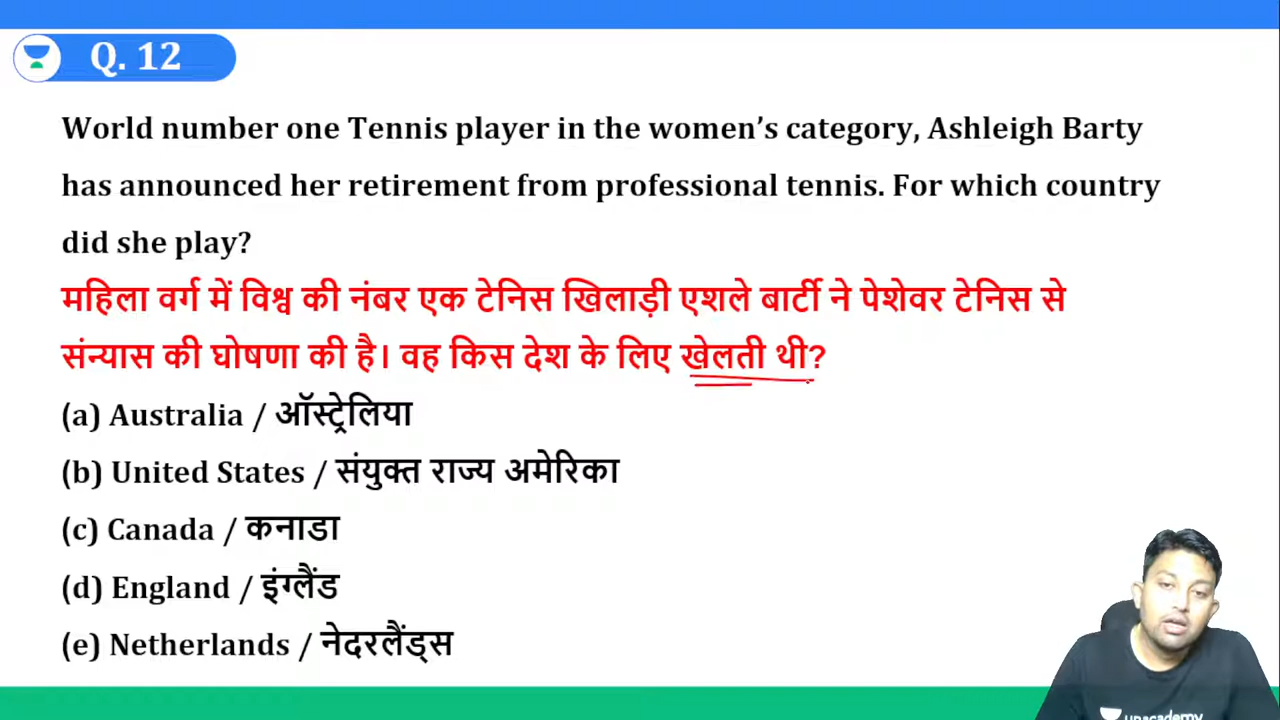 Q. 12
World number one Tennis player in the women’s category, Ashleigh Barty
has announced her retirement from professional tennis. For which country
did she play?
महिला वर्ग में विश्व की नंबर एक टेनिस खिलाड़ी एशले बार्टी ने पेशेवर टेनिस से
संन्यास की घोषणा की है। वह किस देश के लिए खेलती थी?
(a) Australia / ऑस्ट्रेलिया
(b) United States / संयुक्त राज्य अमेरिका
(c) Canada / कनाडा
(d) England / इंग्लैंड
(e) Netherlands / नेदरलैंड्स
unacademy